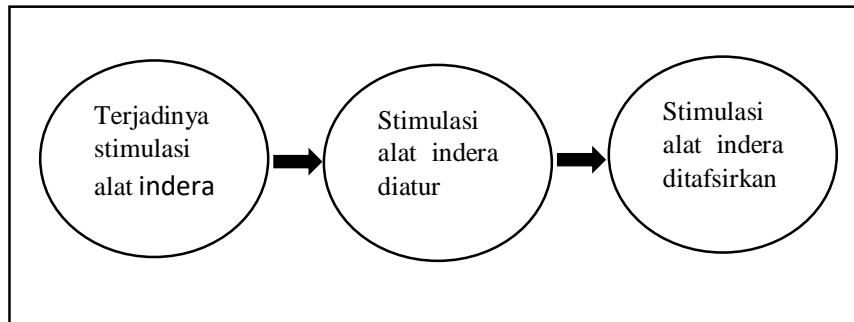 Terjadinya
stimulasi
alat indera
Stimulasi
alat indera
diatur
Stimulasi
alat indera
ditafsirkan